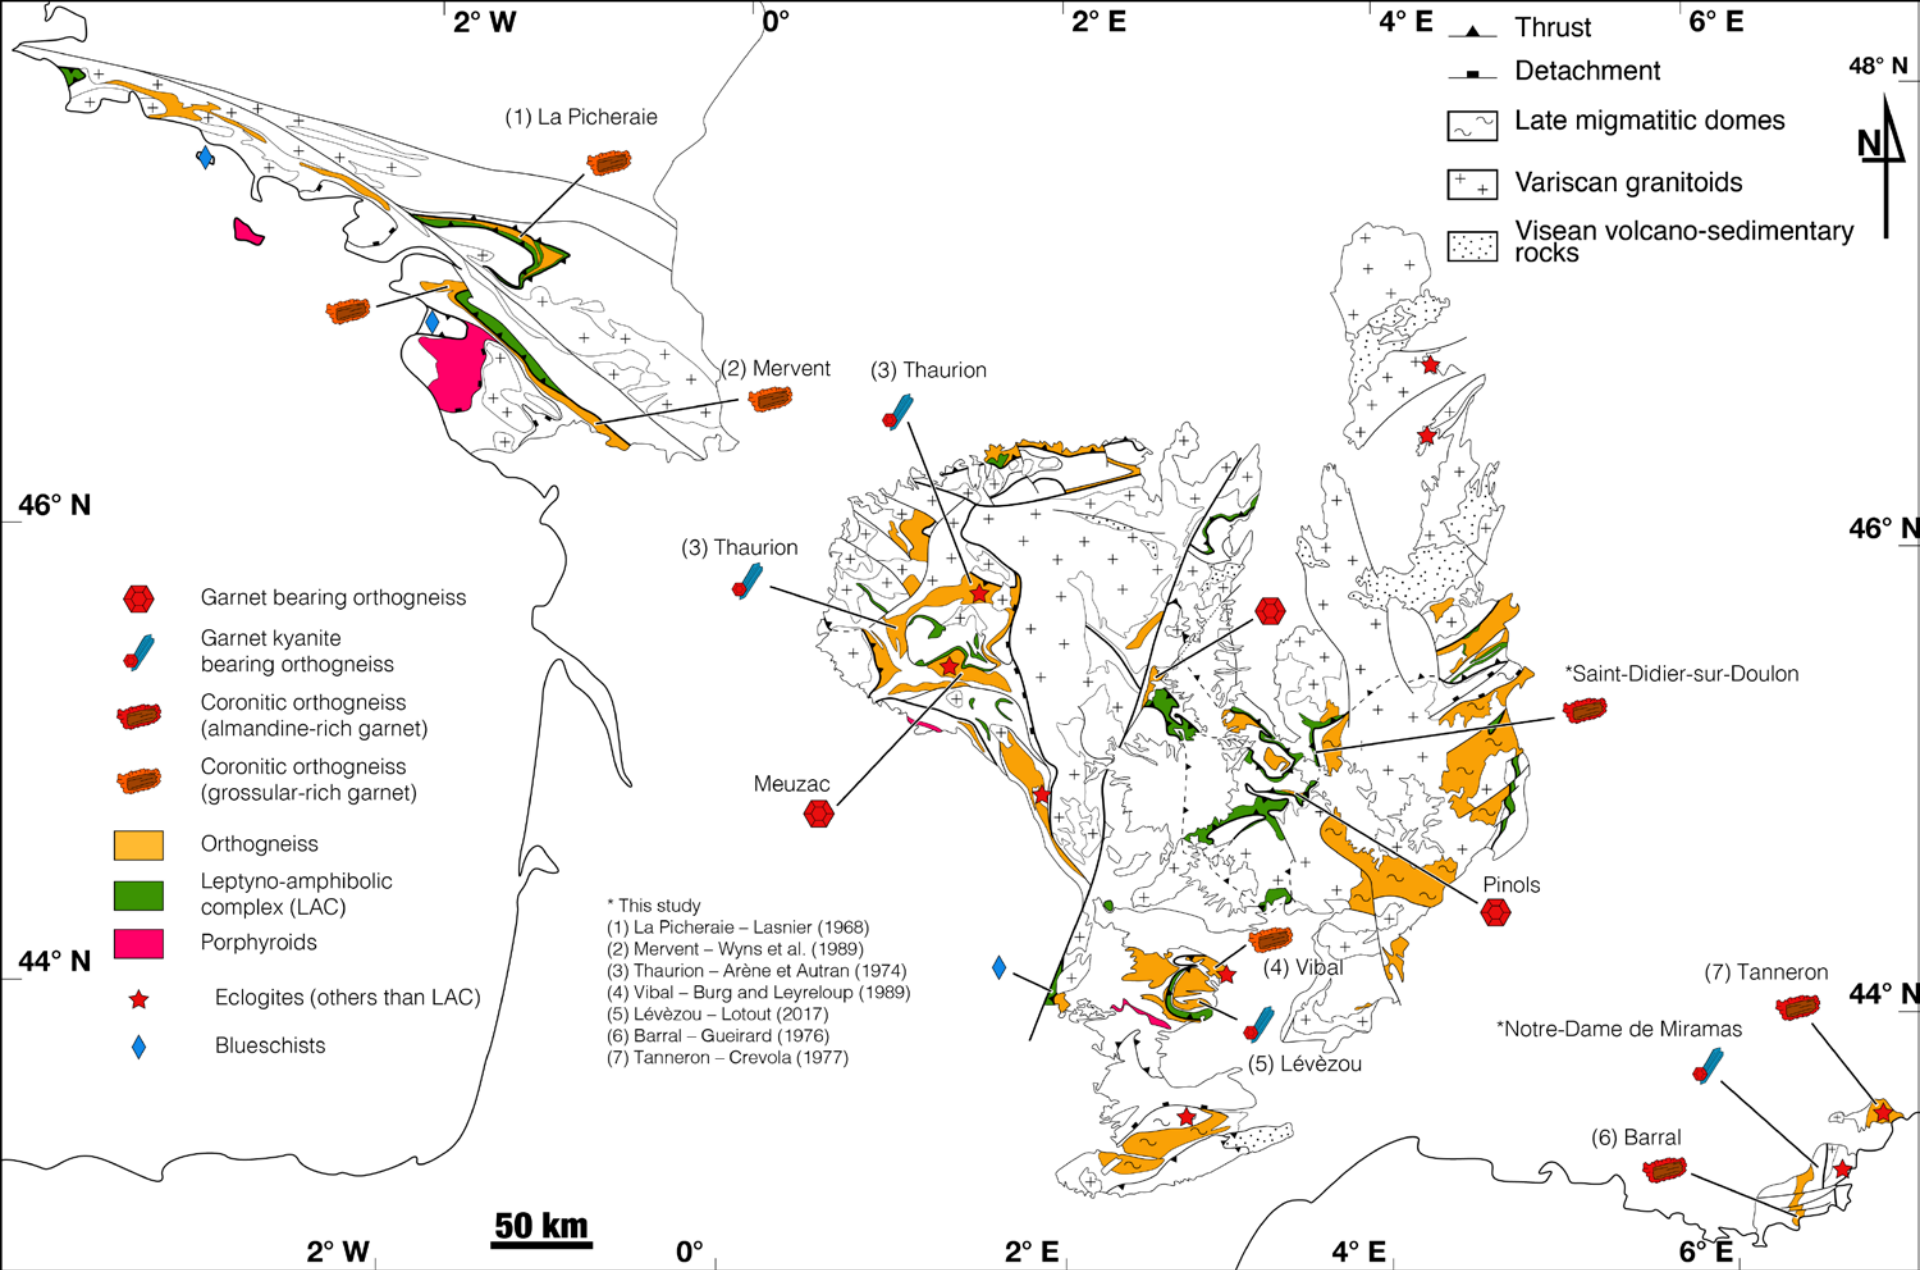 2° W
0°
2° E
4° E
6° E
Thrust
Detachment
Late migmatitic domes
Variscan granitoids
Visean volcano-sedimentary
rocks
48° N
N
(1) La Picheraie
(2) Mervent
(3) Thaurion
46° N
46° N
(3) Thaurion
Garnet bearing orthogneiss
Garnet kyanite
bearing orthogneiss
Coronitic orthogneiss
(almandine-rich garnet)
Coronitic orthogneiss
(grossular-rich garnet)
Orthogneiss
Leptyno-amphibolic
complex (LAC)
Porphyroids
Eclogites (others than LAC)
Blueschists
*Saint-Didier-sur-Doulon
Meuzac
Pinols
* This study
(1) La Picheraie – Lasnier (1968)
(2) Mervent – Wyns et al. (1989)
(3) Thaurion – Arène et Autran (1974)
(4) Vibal – Burg and Leyreloup (1989)
(5) Lévèzou – Lotout (2017)
(6) Barral – Gueirard (1976)
(7) Tanneron – Crevola (1977)
44° N
44° N
(4) Vibal
(5) Lévèzou
(7) Tanneron
*Notre-Dame de Miramas
(6) Barral
50 km
2° W
0°
2° E
4° E
6° E